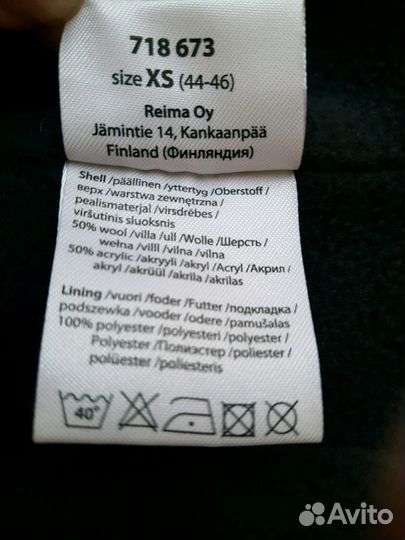 718 673
size XS (44-46)
Reima Oy
Jämintie 14, Kankaanpää
Finland (Финляндия)
Shell /päällinen /yttertyg /Oberstoff /
верх /warstwa zewnętrzna /
pealismaterjal /virsdrēbes /
viršutinis sluoksnis
50% wool /villa /ull /Wolle /Шерсть /
wełna /villl /vilna /vilna
50% acrylic /akryyli /akryl /Acryl /Акрил /
akryl /akrüül /akrila /akrilas
Lining /vuori /foder /Futter /подкладка /
podszewka /vooder /odere /pamušalas
100% polyester /polyesteri /polyester /
Polyester /Полиэстер /poliester /
polüester /poliesteris
40°
Avito